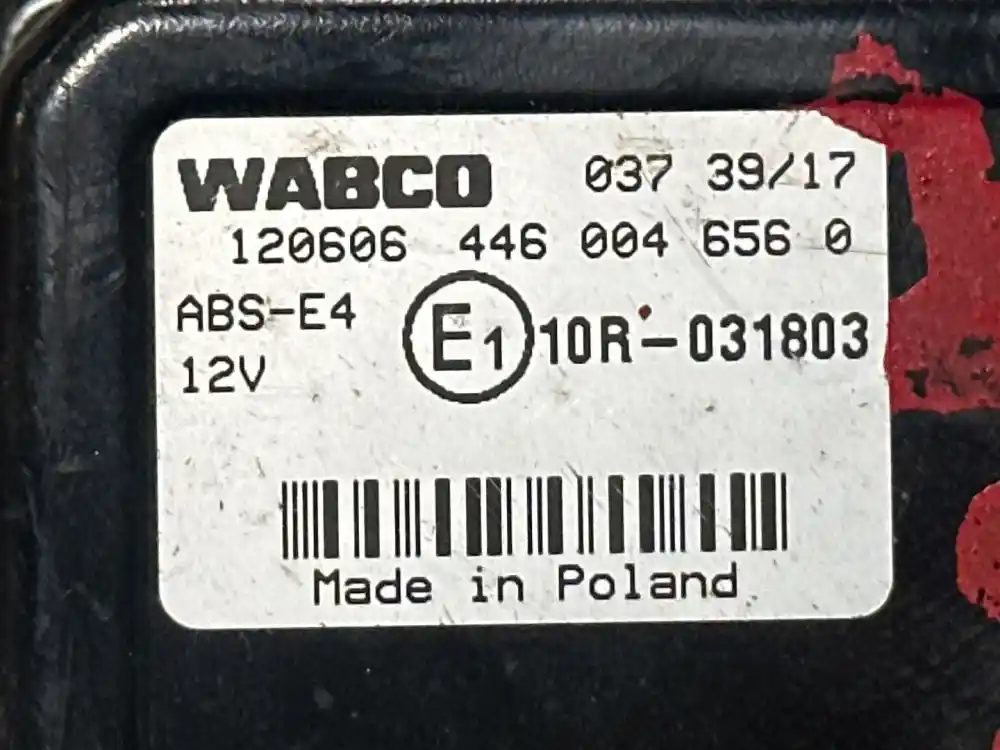 WABCO 037 39/17
120606 446 004 656 0
ABS-E4
12V
E1 10R-031803
Made in Poland